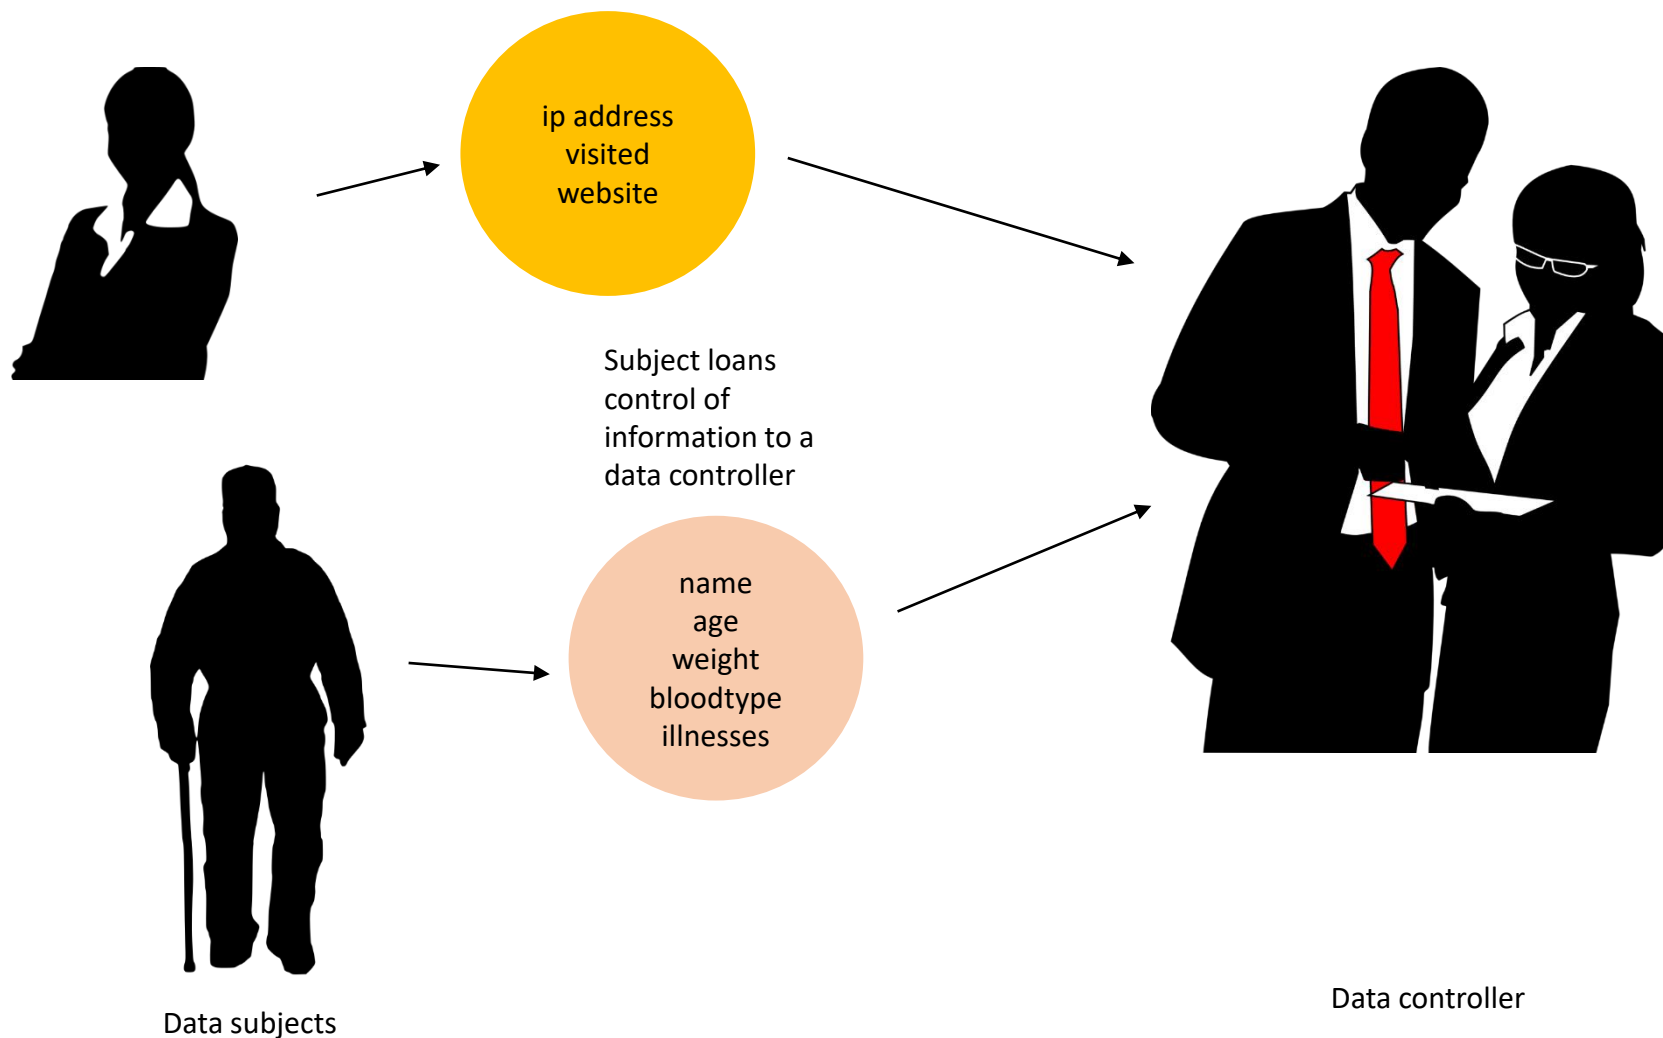 ip address
visited
website
Subject loans
control of
information to a
data controller
name
age
weight
bloodtype
illnesses
Data subjects
Data controller